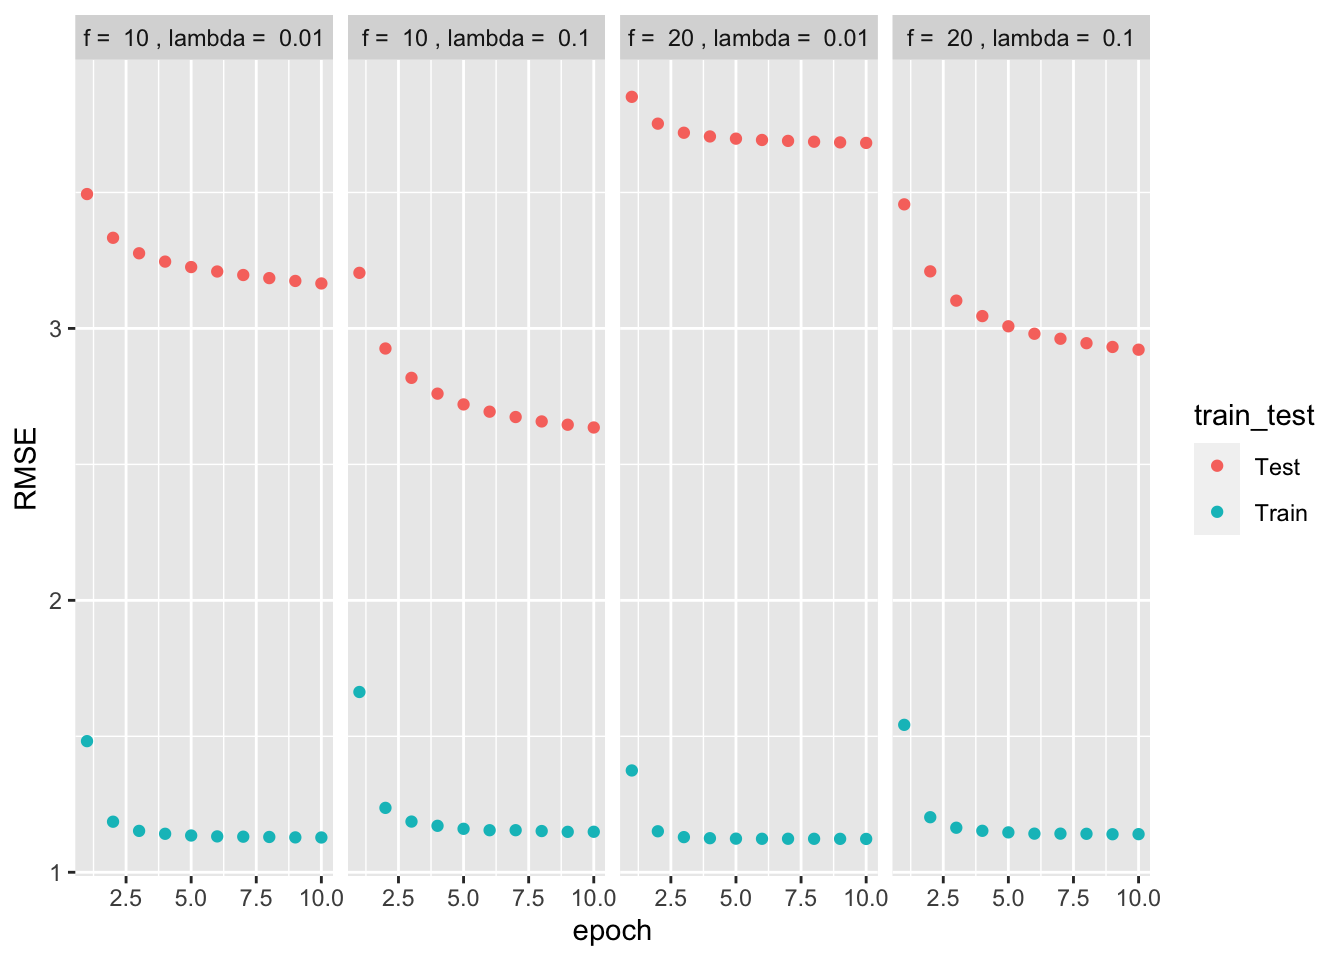 f = 10 , lambda = 0.01
f = 10 , lambda = 0.1
f = 20 , lambda = 0.01
f = 20 , lambda = 0.1
RMSE
3
2
1
2.5 5.0 7.5 10.0
2.5 5.0 7.5 10.0
2.5 5.0 7.5 10.0
2.5 5.0 7.5 10.0
epoch
train_test
Test
Train